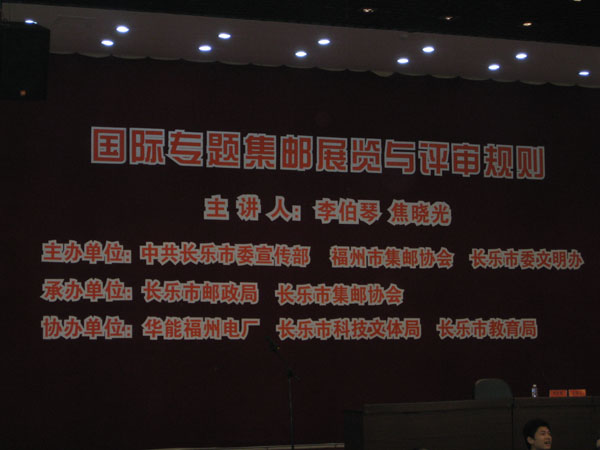 国际专题集邮展览与评审规则
主讲人：李伯琴 焦晓光
主办单位：中共长乐市委宣传部 福州市集邮协会 长乐市委文明办
承办单位：长乐市邮政局 长乐市集邮协会
协办单位：华能福州电厂 长乐市科技文体局 长乐市教育局